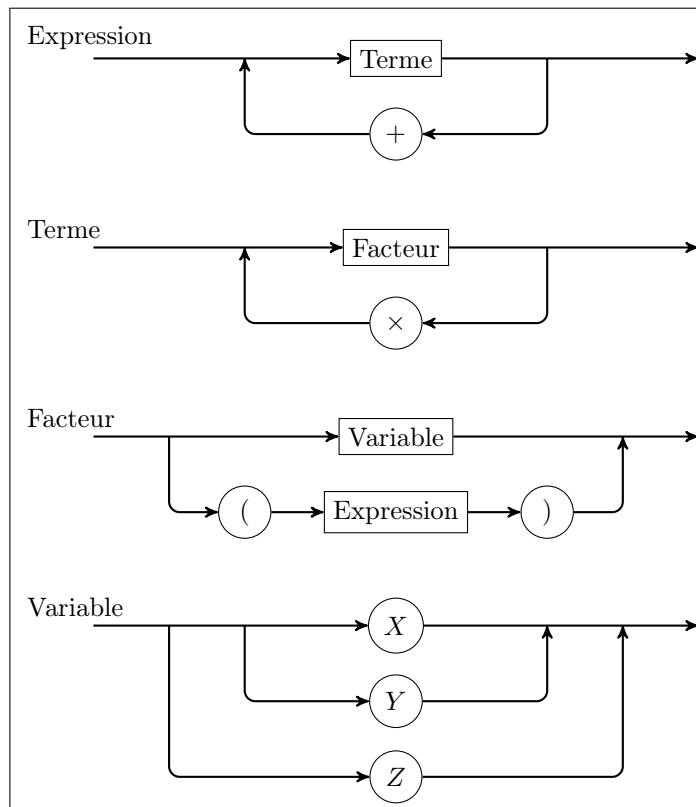 Expression
Terme
+
Terme
Facteur
×
Facteur
Variable
( Expression )
Variable
X
Y
Z